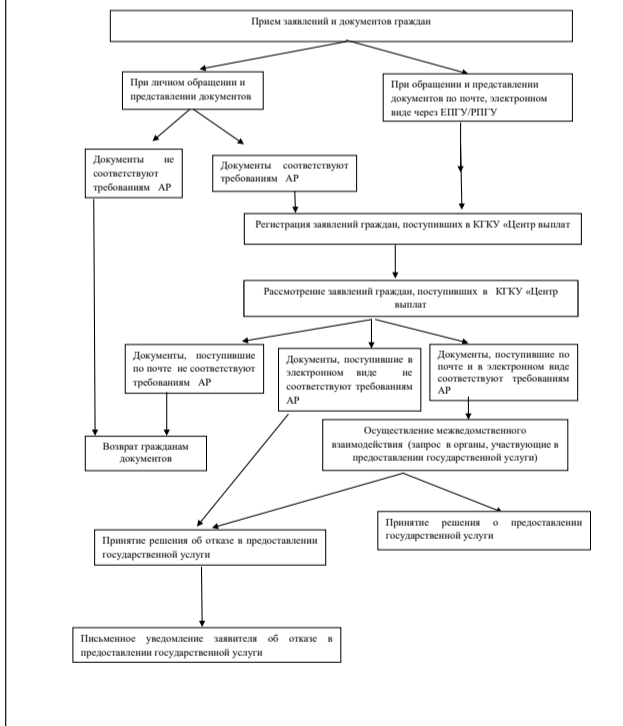 Прием заявлений и документов граждан
При личном обращении и
представлении документов
При обращении и представлении
документов по почте, электронном
виде через ЕПГУ/РПГУ
Документы не
соответствуют
требованиям АР
Документы соответствуют
требованиям АР
Регистрация заявлений граждан, поступивших в КГКУ «Центр выплат
Рассмотрение заявлений граждан, поступивших в КГКУ «Центр
выплат
Документы, поступившие
по почте не соответствуют
требованиям АР
Документы, поступившие в
электронном виде не
соответствуют требованиям
АР
Документы, поступившие по
почте и в электронном виде
соответствуют требованиям
АР
Осуществление межведомственного
взаимодействия (запрос в органы, участвующие в
предоставлении государственной услуги)
Возврат гражданам
документов
Принятие решения о предоставлении
государственной услуги
Принятие решения об отказе в предоставлении
государственной услуги
Письменное уведомление заявителя об отказе в
предоставлении государственной услуги